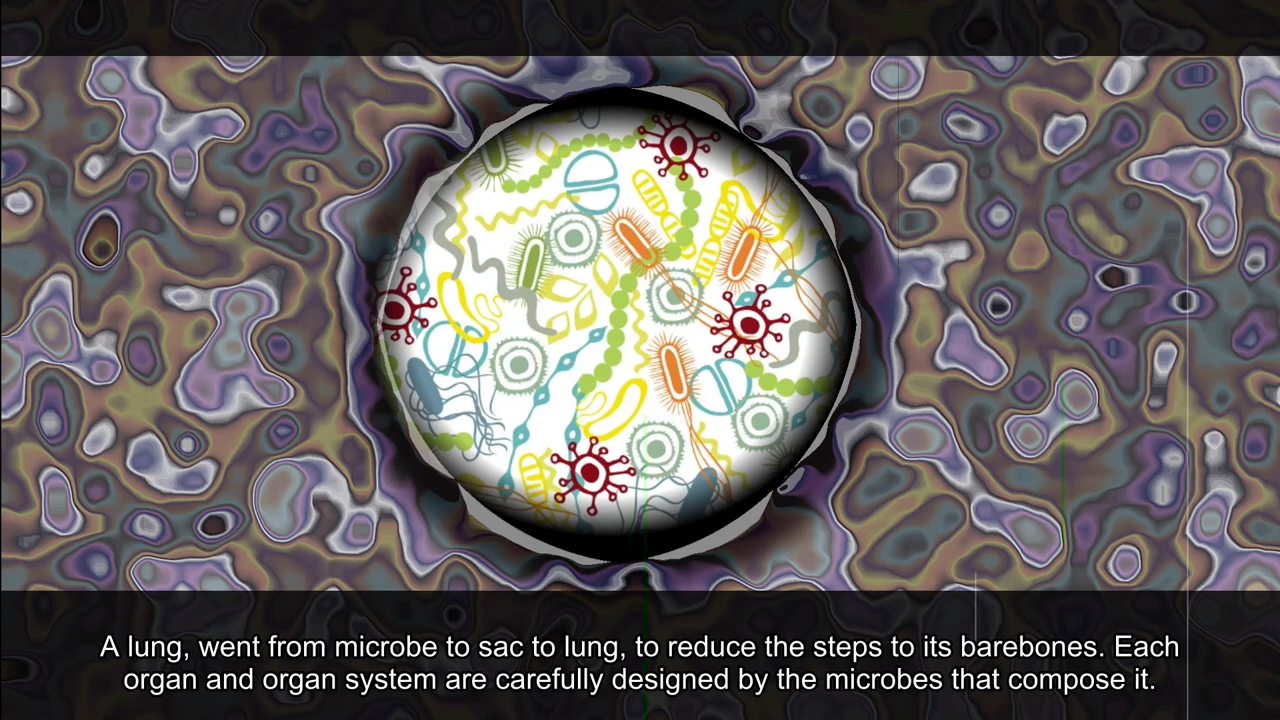 A lung, went from microbe to sac to lung, to reduce the steps to its barebones. Each
organ and organ system are carefully designed by the microbes that compose it.